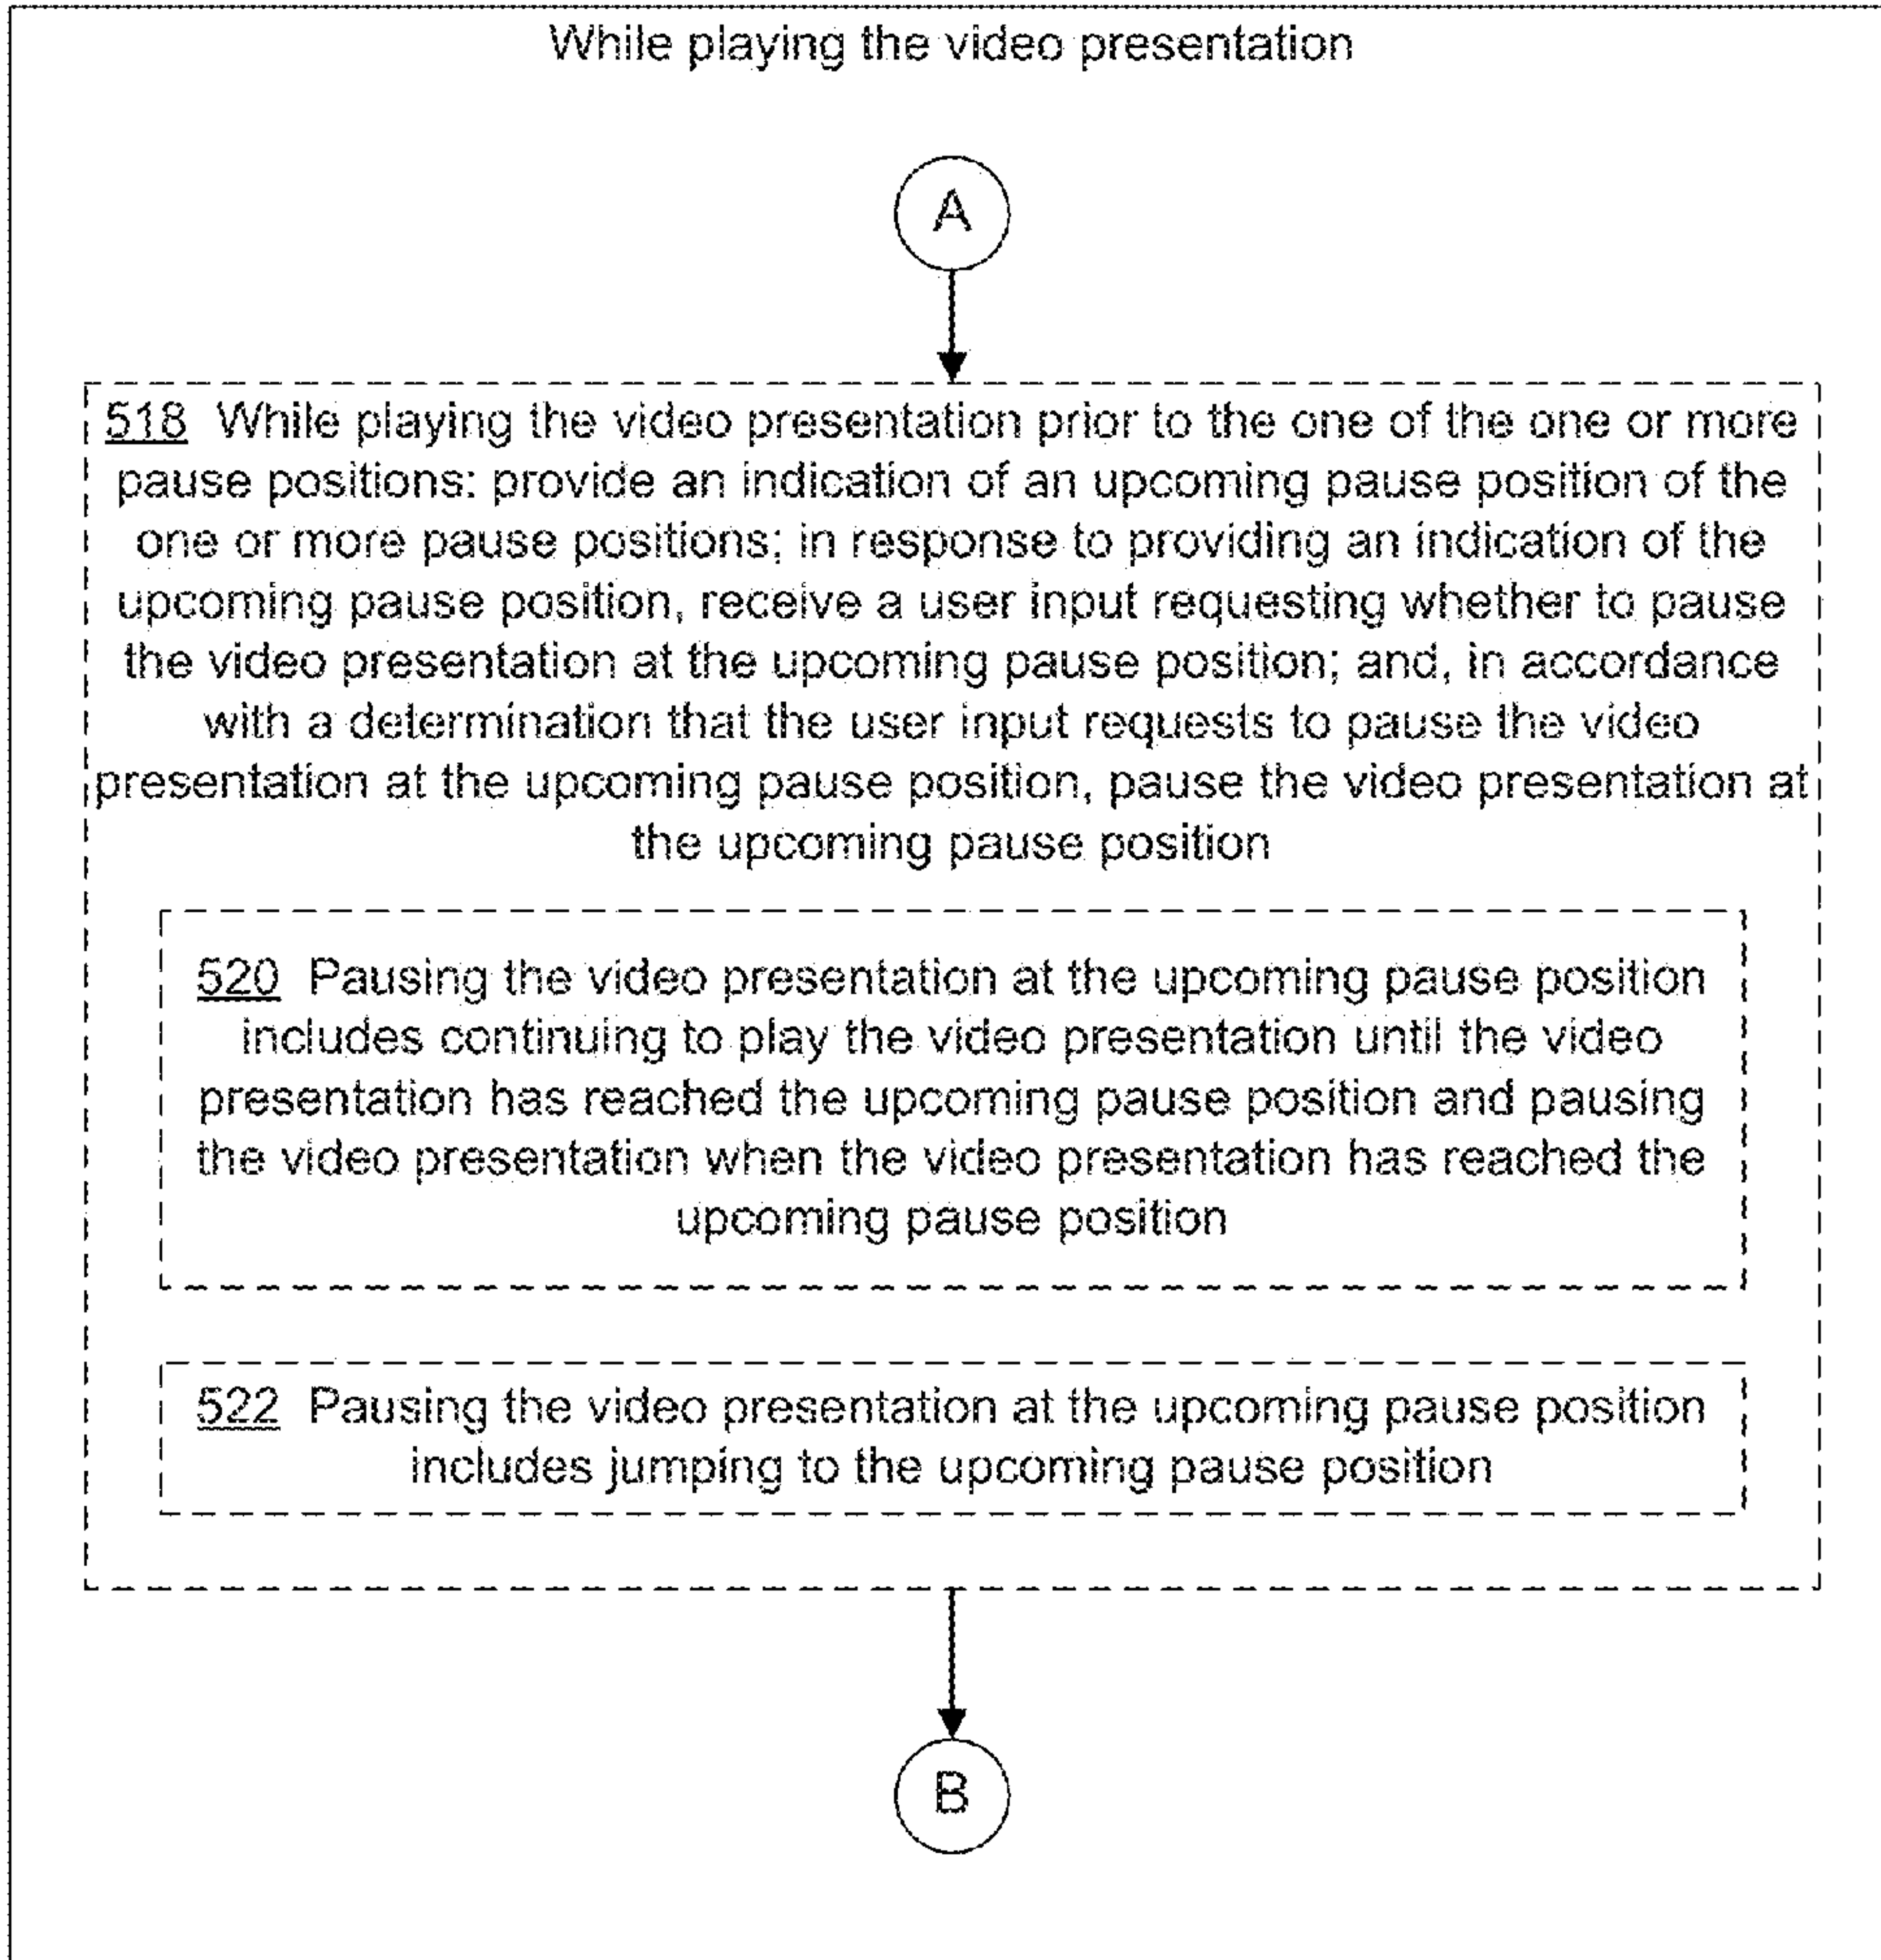 While playing the video presentation
A
518 While playing the video presentation prior to the one of the one or more
pause positions: provide an indication of an upcoming pause position of the
one or more pause positions; in response to providing an indication of the
upcoming pause position, receive a user input requesting whether to pause
the video presentation at the upcoming pause position; and, in accordance
with a determination that the user input requests to pause the video
presentation at the upcoming pause position, pause the video presentation at
the upcoming pause position
520 Pausing the video presentation at the upcoming pause position
includes continuing to play the video presentation until the video
presentation has reached the upcoming pause position and pausing
the video presentation when the video presentation has reached the
upcoming pause position
522 Pausing the video presentation at the upcoming pause position
includes jumping to the upcoming pause position
B